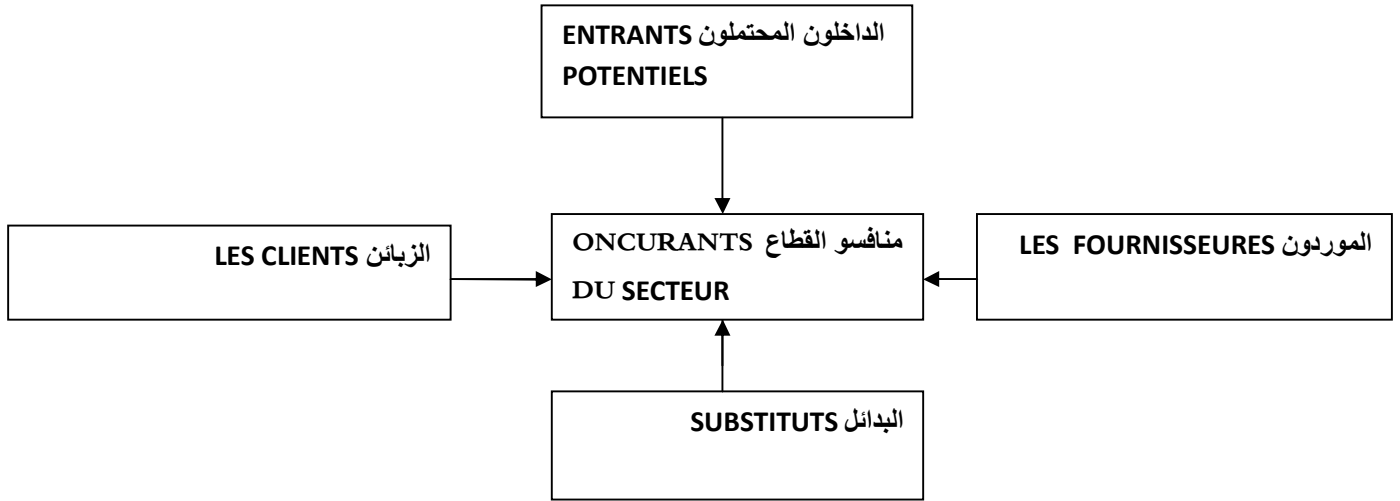 الداخلون المحتملون ENTRANTS
POTENTIELS
الزبائن LES CLIENTS
منافسو القطاع ONCURANTS
DU SECTEUR
الموردون LES FOURNISSEURES
البدائل SUBSTITUTS